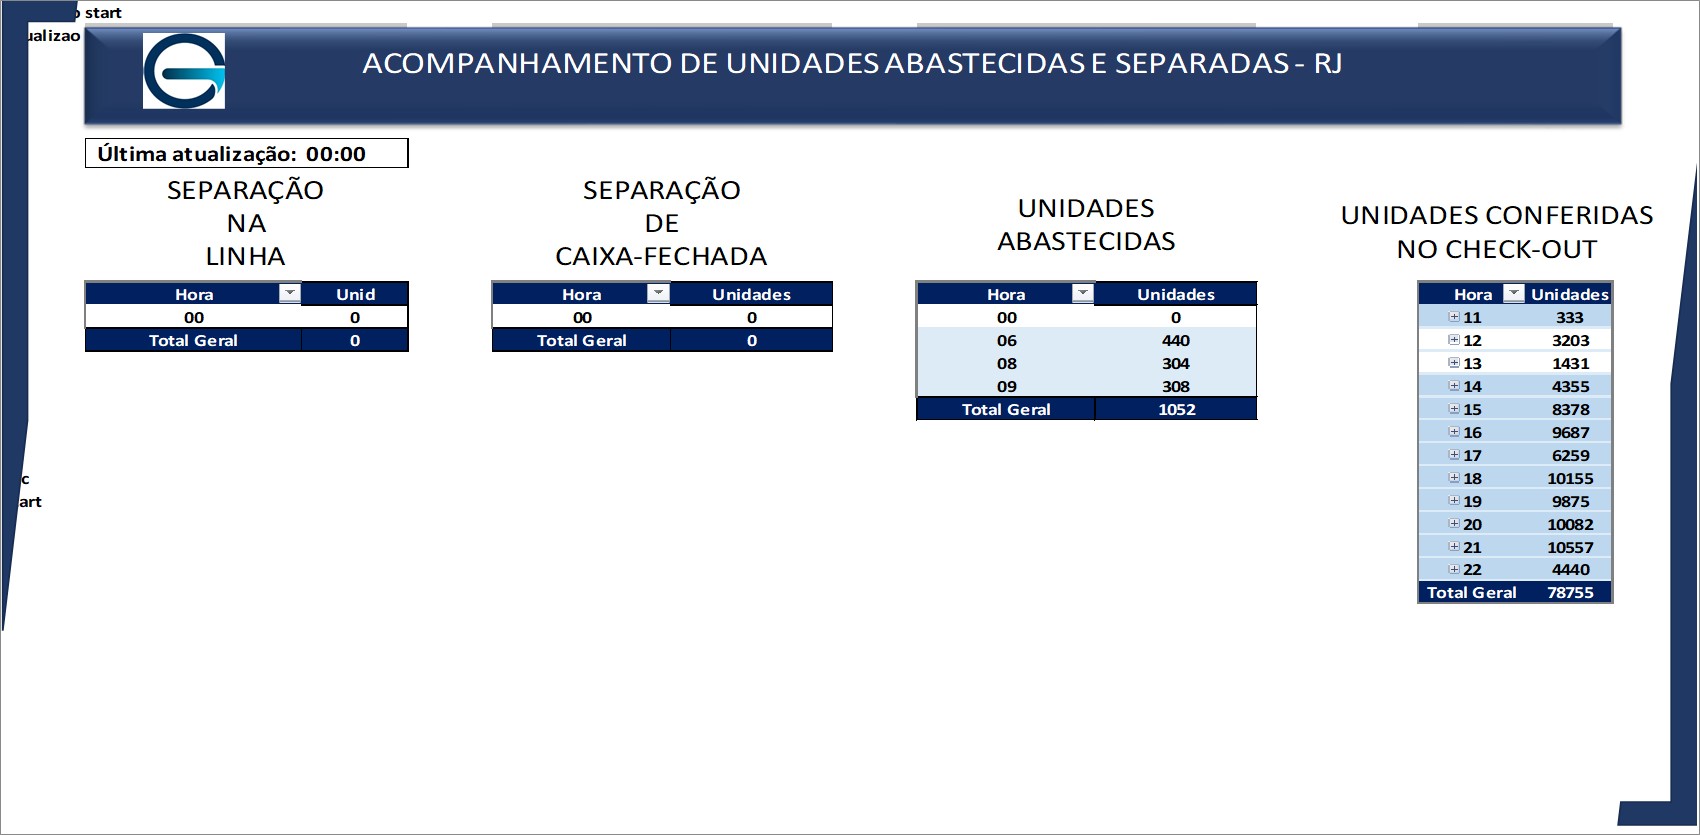 start
ualizao
ACOMPANHAMENTO DE UNIDADES ABASTECIDAS E SEPARADAS - RJ
Última atualização: 00:00
SEPARAÇÃO
NA
LINHA
Hora Unid
00 0
Total Geral 0
SEPARAÇÃO
DE
CAIXA-FECHADA
Hora Unidades
00 0
Total Geral 0
UNIDADES
ABASTECIDAS
Hora Unidades
00 0
06 440
08 304
09 308
Total Geral 1052
UNIDADES CONFERIDAS
NO CHECK-OUT
Hora Unidades
11 333
12 3203
13 1431
14 4355
15 8378
16 9687
17 6259
18 10155
19 9875
20 10082
21 10557
22 4440
Total Geral 78755
c
art